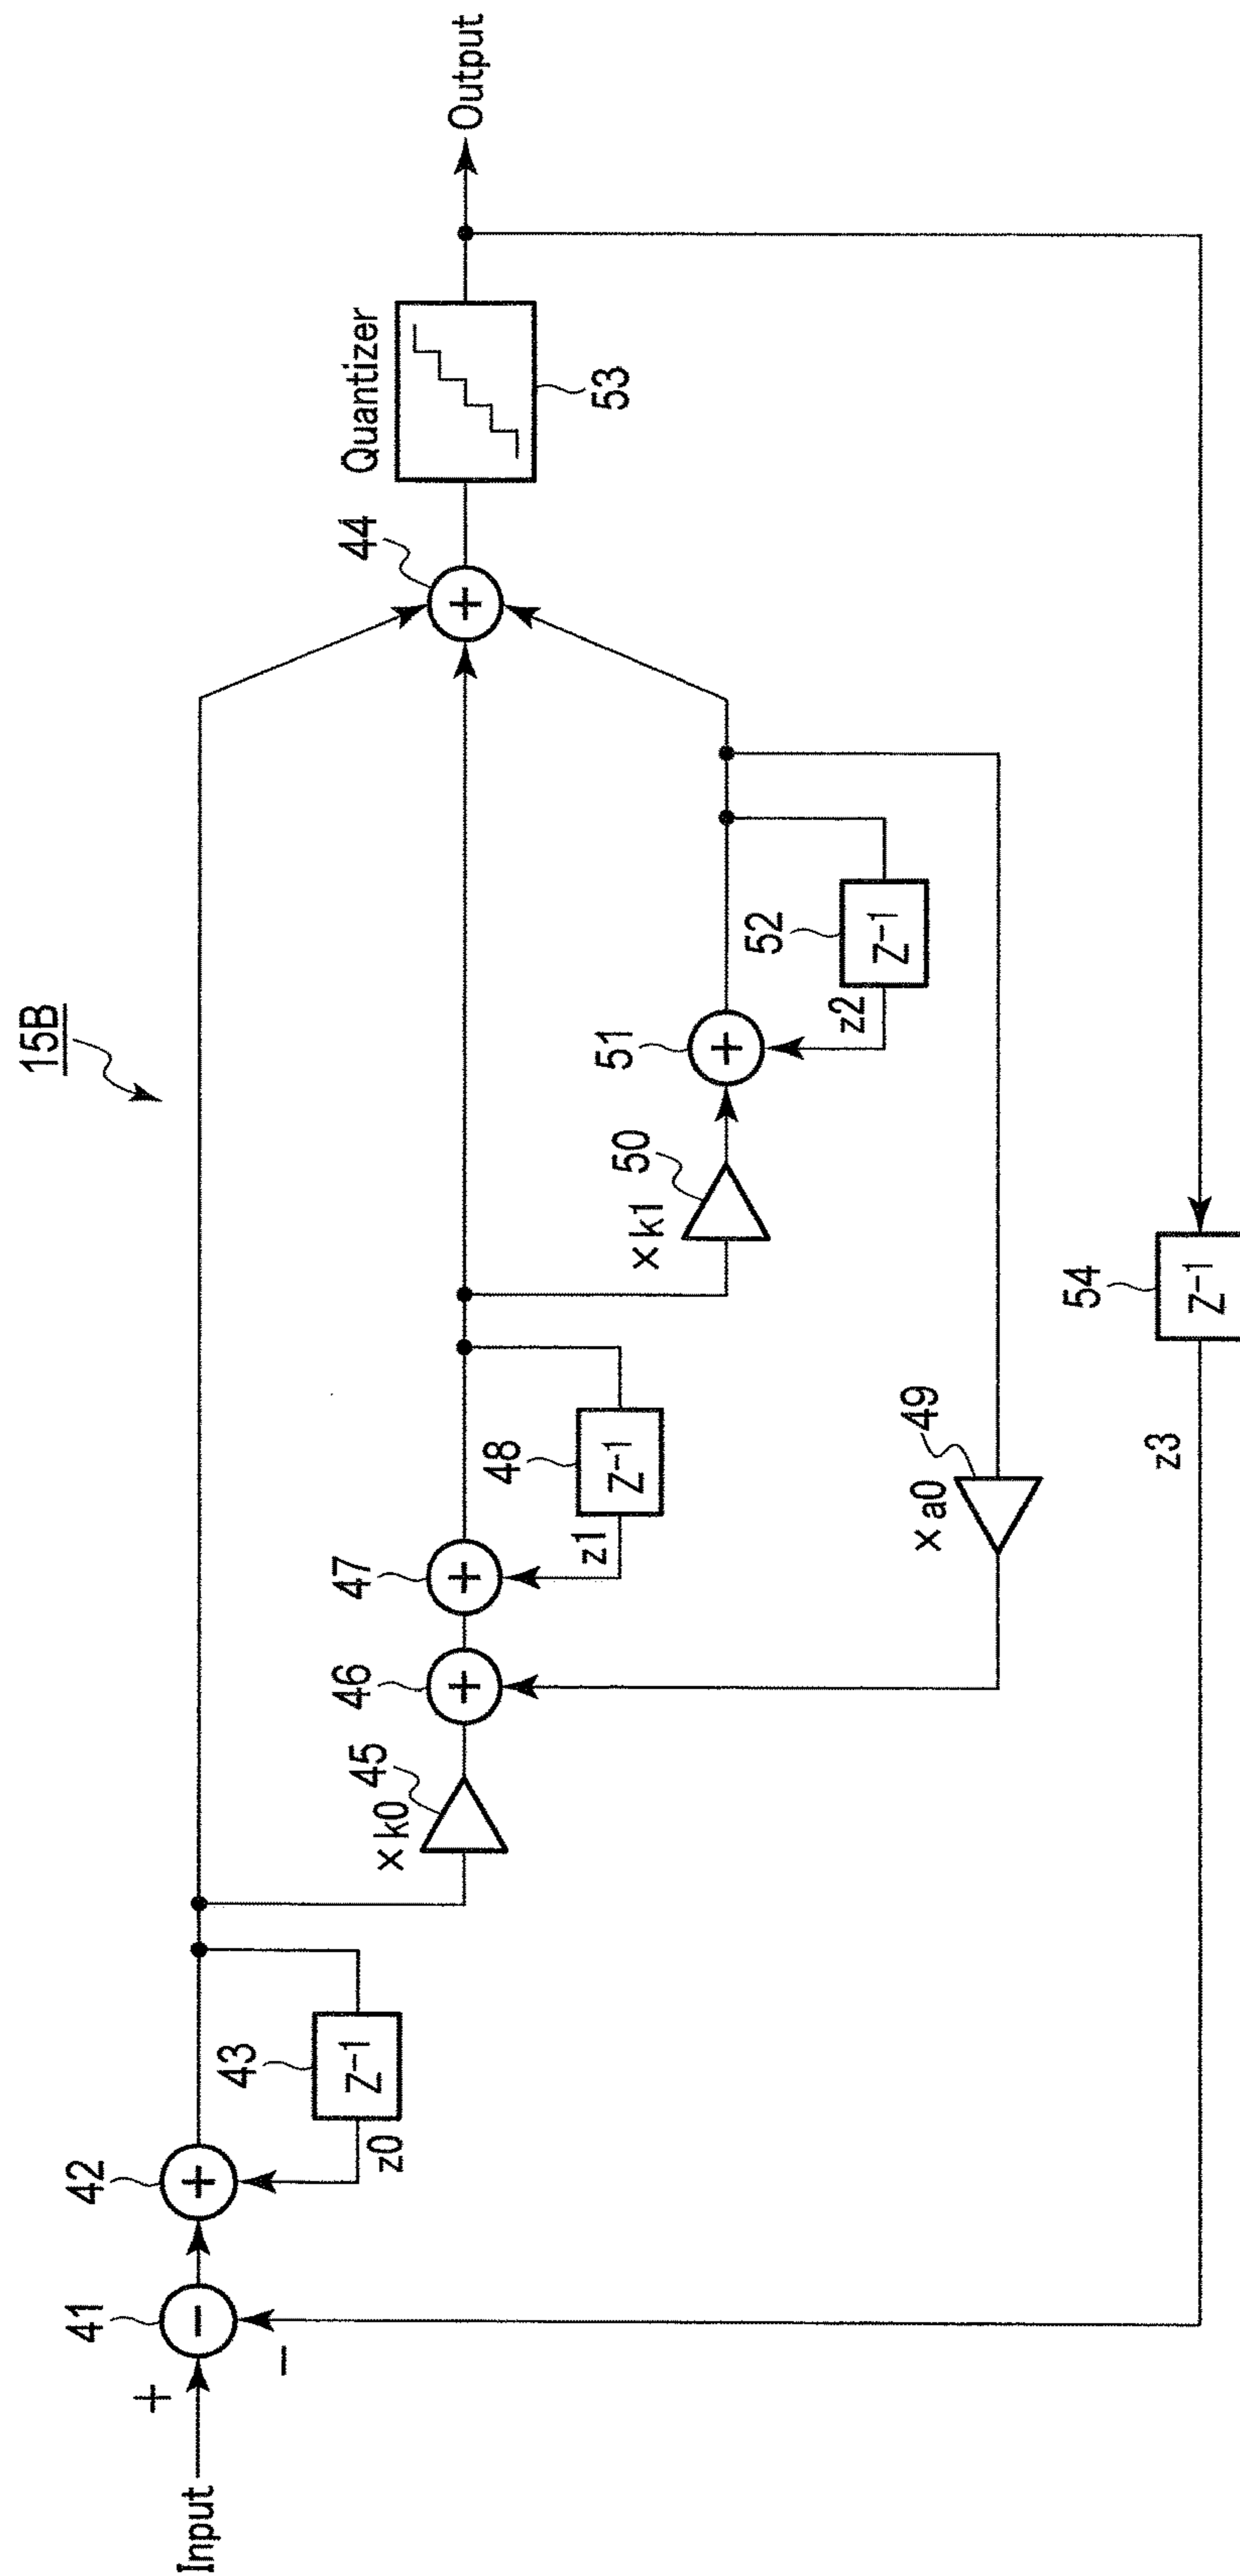 15B
Input
+
−
41
−
42
+
43
Z⁻¹
z0
×k0
45
46
+
47
+
48
Z⁻¹
z1
×k1
50
51
+
52
Z⁻¹
z2
×a0
49
44
+
Quantizer
53
Output
54
Z⁻¹
z3